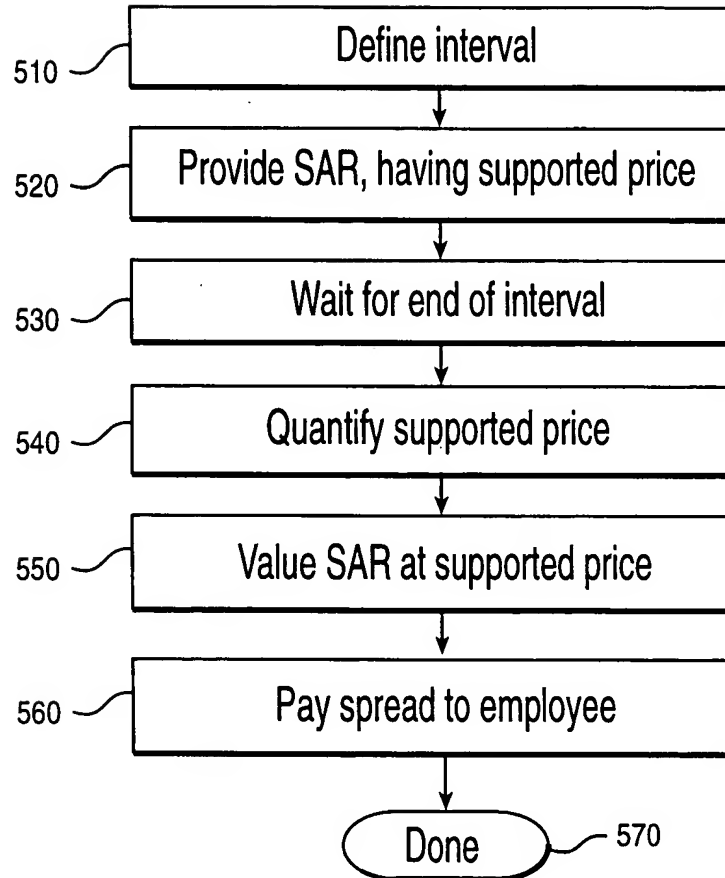 510 Define interval
520 Provide SAR, having supported price
530 Wait for end of interval
540 Quantify supported price
550 Value SAR at supported price
560 Pay spread to employee
Done 570